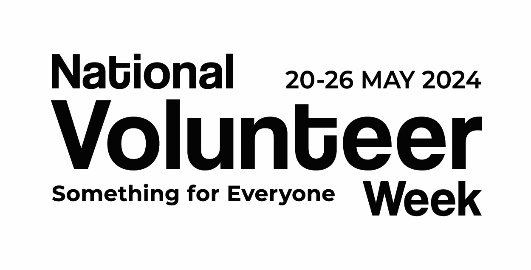 National
20-26 MAY 2024
Volunteer
Something for Everyone
Week